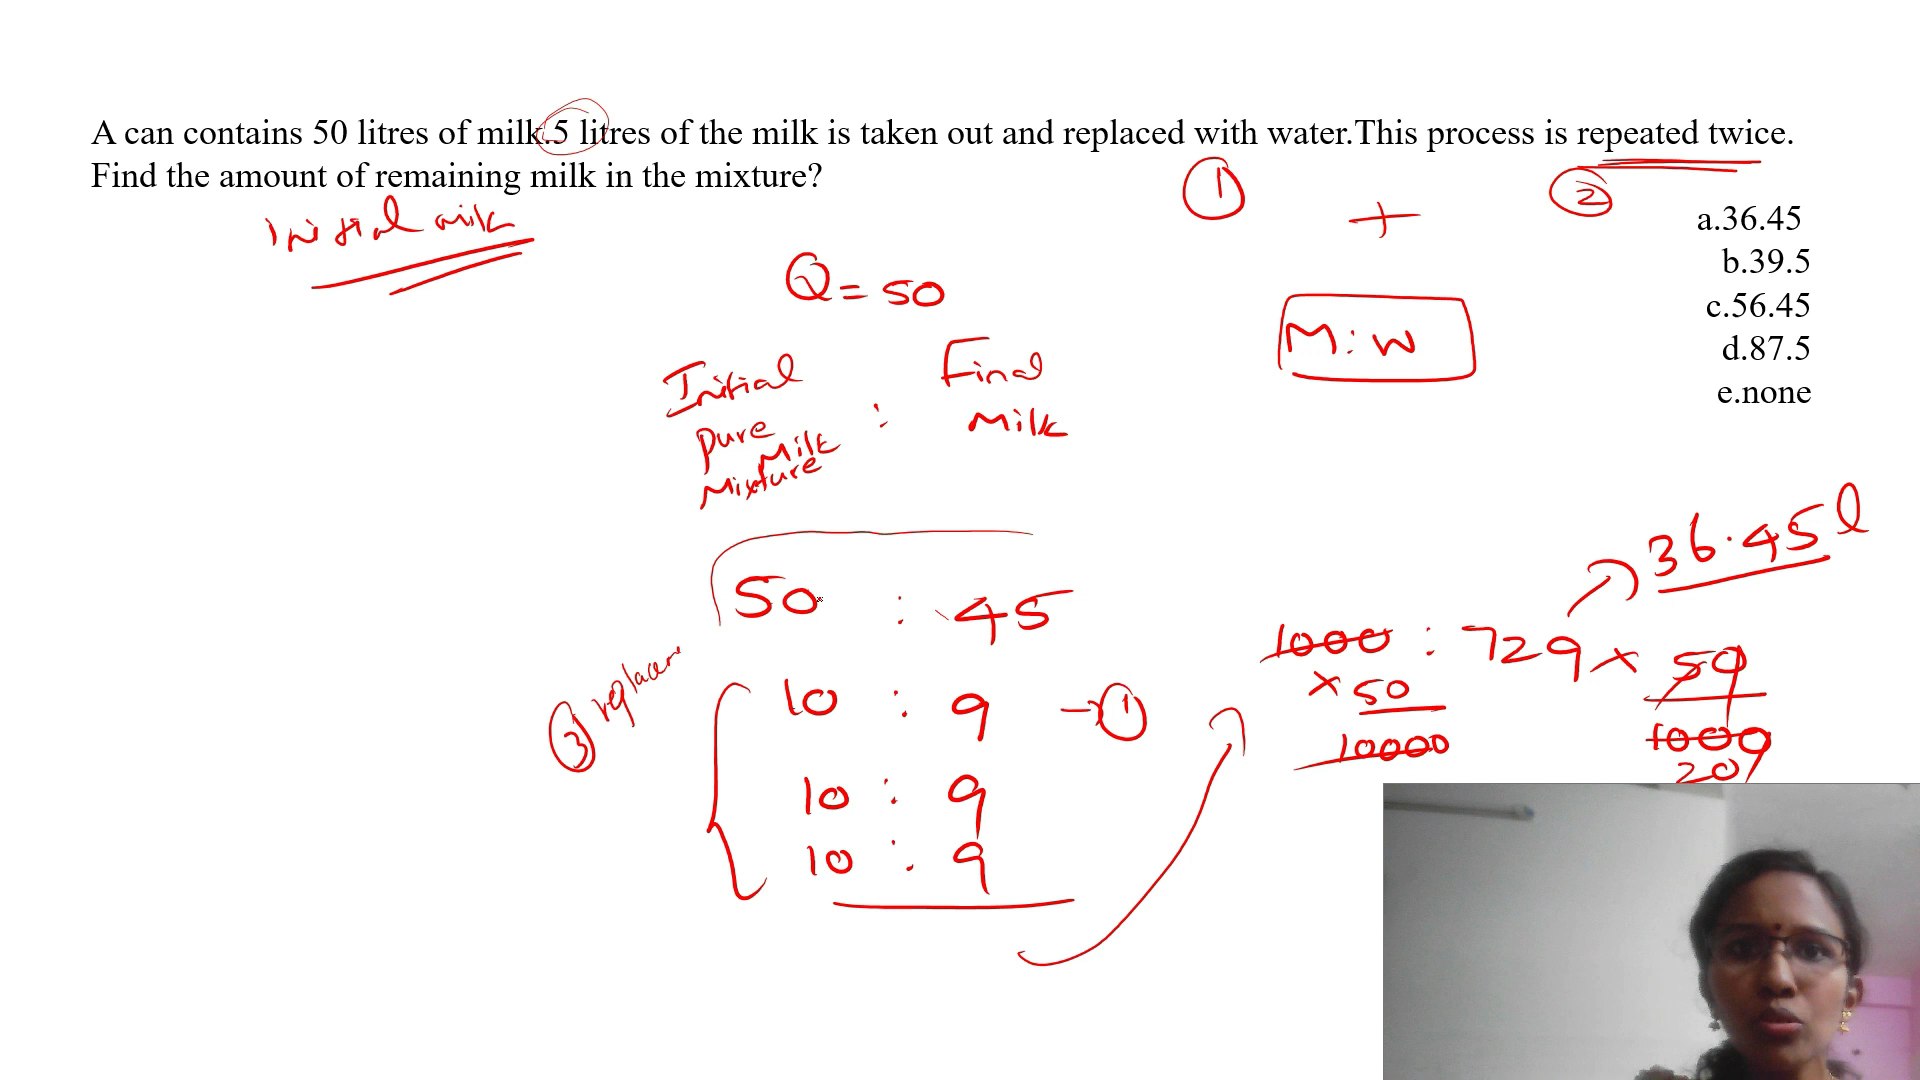 A can contains 50 litres of milk.5 litres of the milk is taken out and replaced with water.This process is repeated twice.
Find the amount of remaining milk in the mixture?
Initial milk
1 + 2
a.36.45
b.39.5
c.56.45
d.87.5
e.none
Q = 50
M : W
Initial : Final
pure Milk
Milk
Mixture
36.45 l
50 : 45
1000 : 729 x 50
x 50
1000
10000
20
3 replacem
10 : 9 → 1
10 : 9
10 : 9